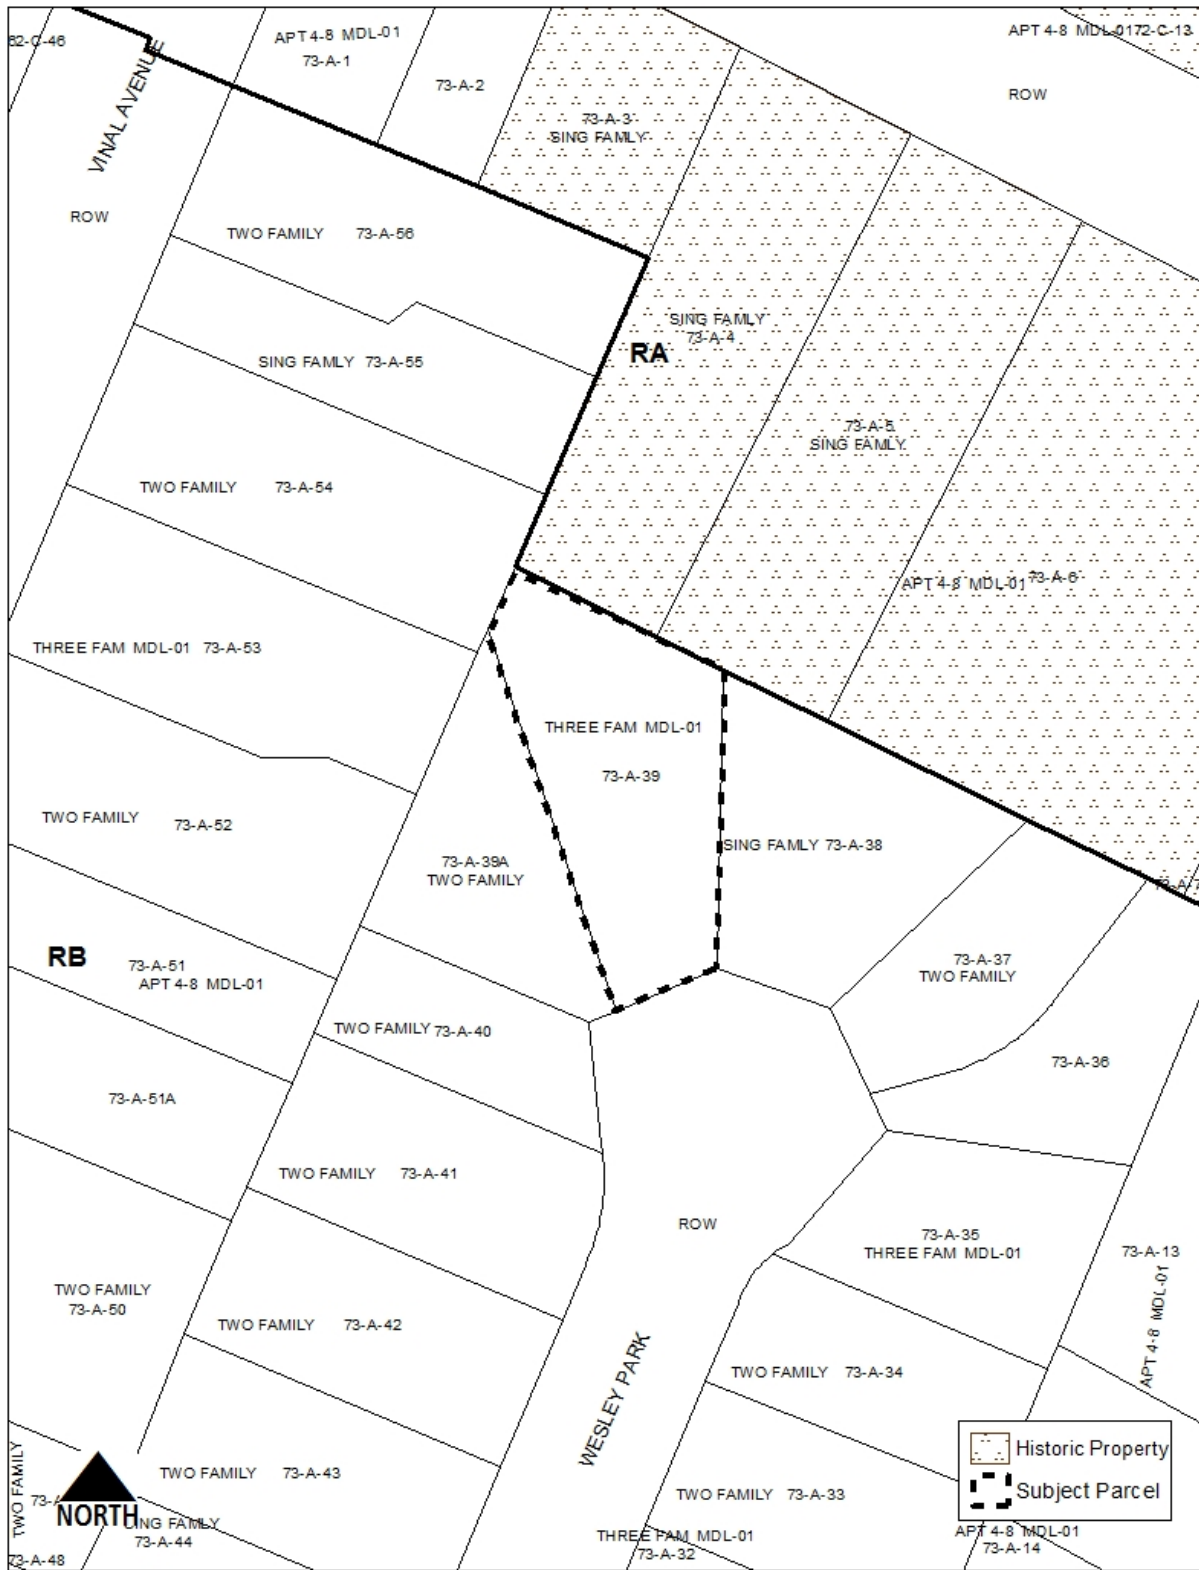 62-C-46
APT 4-8 MDL-01
73-A-1
73-A-2
APT 4-8 MDL-01
72-C-13
ROW
VINAL AVENUE
73-A-3
SING FAMLY
ROW
TWO FAMILY 73-A-56
SING FAMLY
73-A-4
RA
SING FAMLY 73-A-55
73-A-5
SING FAMLY
TWO FAMILY 73-A-54
APT 4-8 MDL-01
73-A-6
THREE FAM MDL-01 73-A-53
THREE FAM MDL-01
73-A-39
TWO FAMILY 73-A-52
SING FAMLY 73-A-38
73-A-39A
TWO FAMILY
73-A-7
RB
73-A-51
APT 4-8 MDL-01
73-A-37
TWO FAMILY
TWO FAMILY 73-A-40
73-A-36
73-A-51A
TWO FAMILY 73-A-41
ROW
73-A-35
THREE FAM MDL-01
73-A-13
APT 4-8 MDL-01
TWO FAMILY
73-A-50
TWO FAMILY 73-A-42
WESLEY PARK
TWO FAMILY 73-A-34
Historic Property
Subject Parcel
TWO FAMILY
TWO FAMILY 73-A-43
TWO FAMILY 73-A-33
NORTH
SING FAMLY
73-A-44
THREE FAM MDL-01
73-A-32
APT 4-8 MDL-01
73-A-14
73-A-48